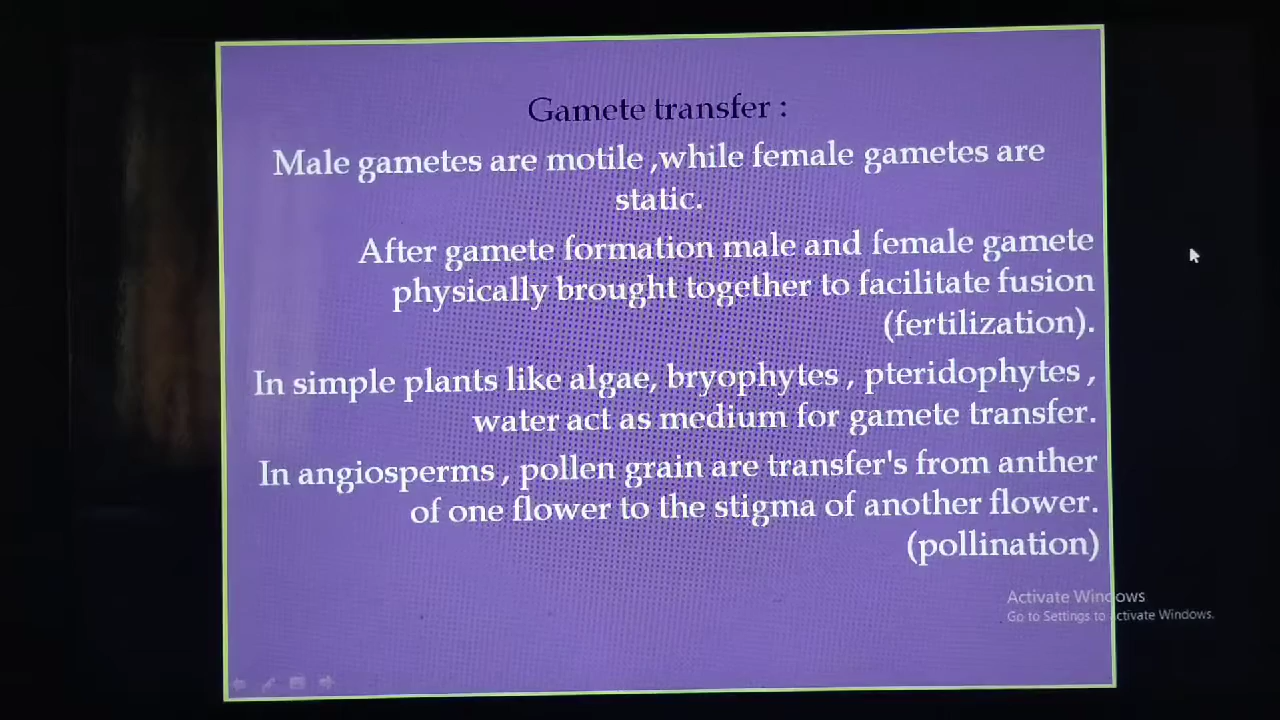 Gamete transfer :
Male gametes are motile ,while female gametes are
static.
After gamete formation male and female gamete
physically brought together to facilitate fusion
(fertilization).
In simple plants like algae, bryophytes , pteridophytes ,
water act as medium for gamete transfer.
In angiosperms , pollen grain are transfer's from anther
of one flower to the stigma of another flower.
(pollination)
Activate Windows
Go to Settings to activate Windows.